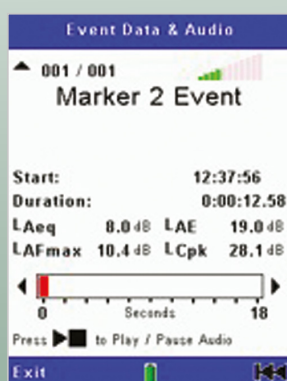 Event Data & Audio
001 / 001
Marker 2 Event
Start: 12:37:56
Duration: 0:00:12.58
LAeq 8.0 dB LAE 19.0 dB
LAFmax 10.4 dB LCpk 28.1 dB
0 Seconds 18
Press ▶■ to Play / Pause Audio
Exit